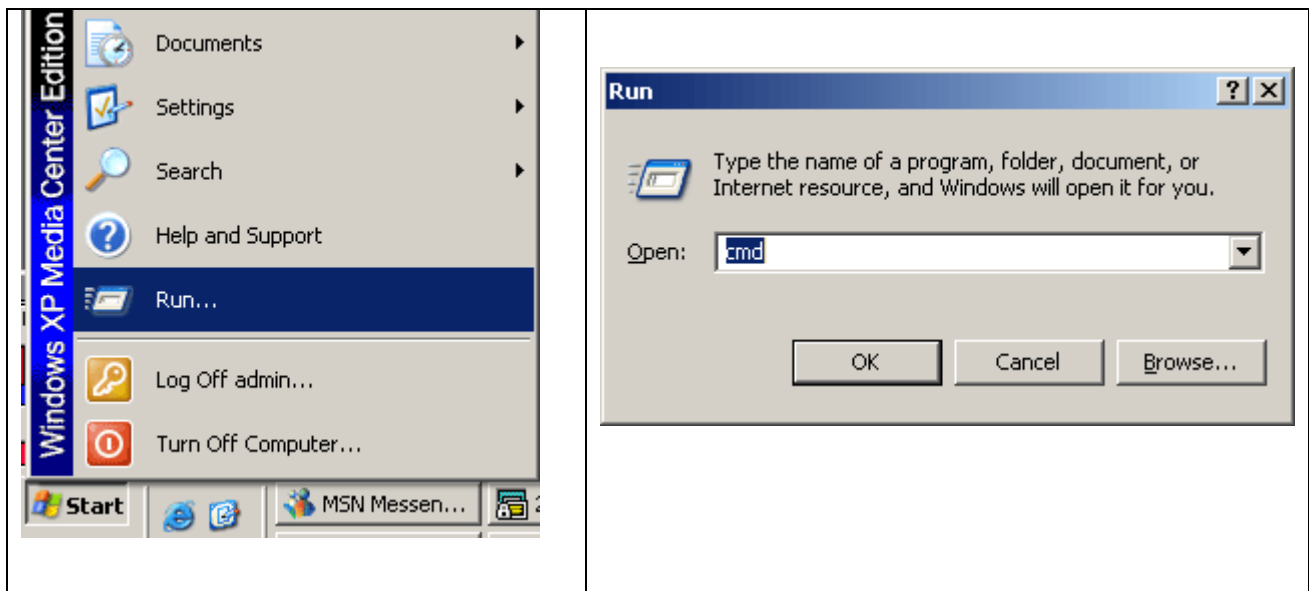 Windows XP Media Center Edition
Documents
Settings
Search
Help and Support
Run...
Log Off admin...
Turn Off Computer...
Start
MSN Messen...
Run
Type the name of a program, folder, document, or
Internet resource, and Windows will open it for you.
Open:
cmd
OK
Cancel
Browse...